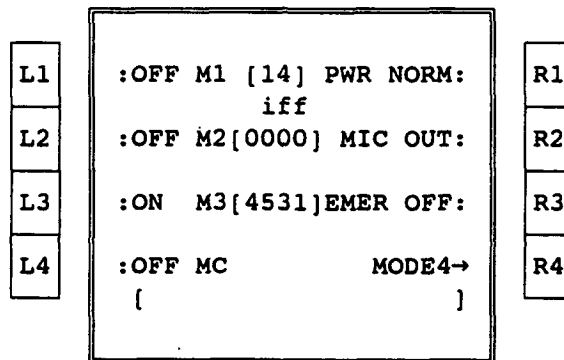 L1 :OFF M1 [14] PWR NORM: R1
iff
L2 :OFF M2[0000] MIC OUT: R2
L3 :ON M3[4531]EMER OFF: R3
L4 :OFF MC MODE4→ R4
[ ]